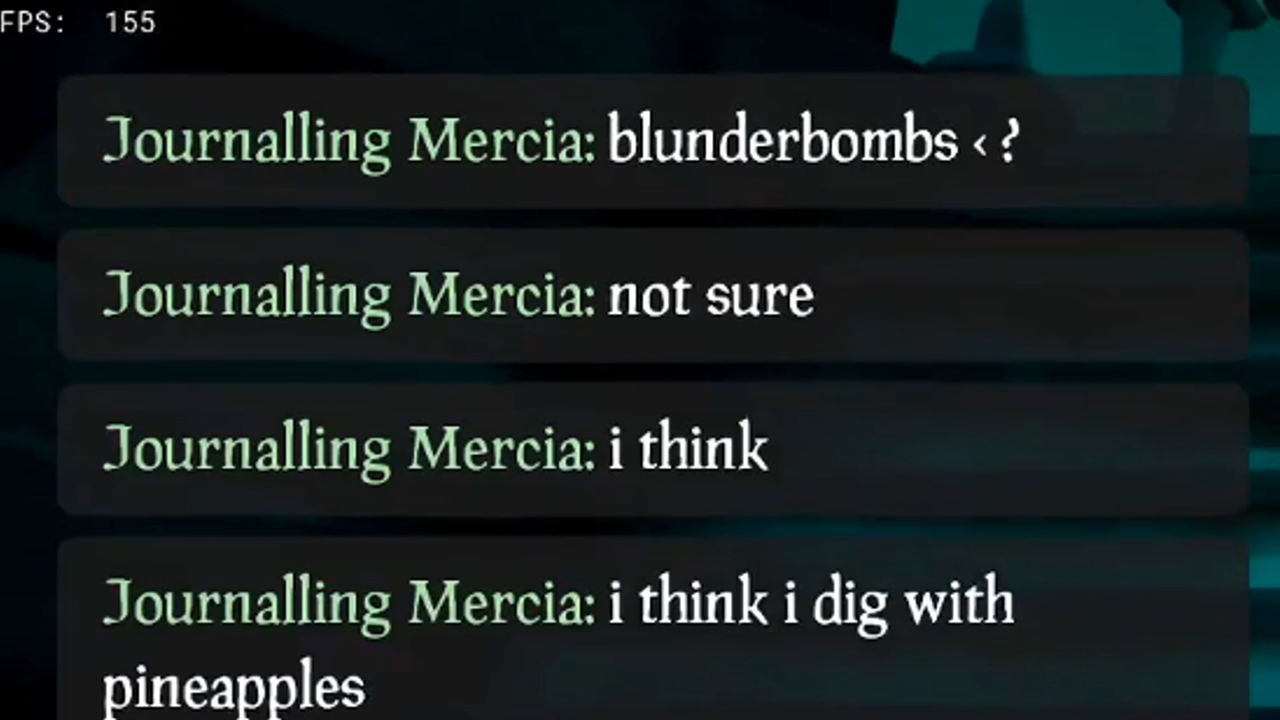 FPS: 155
Journalling Mercia: blunderbombs <?
Journalling Mercia: not sure
Journalling Mercia: i think
Journalling Mercia: i think i dig with
pineapples